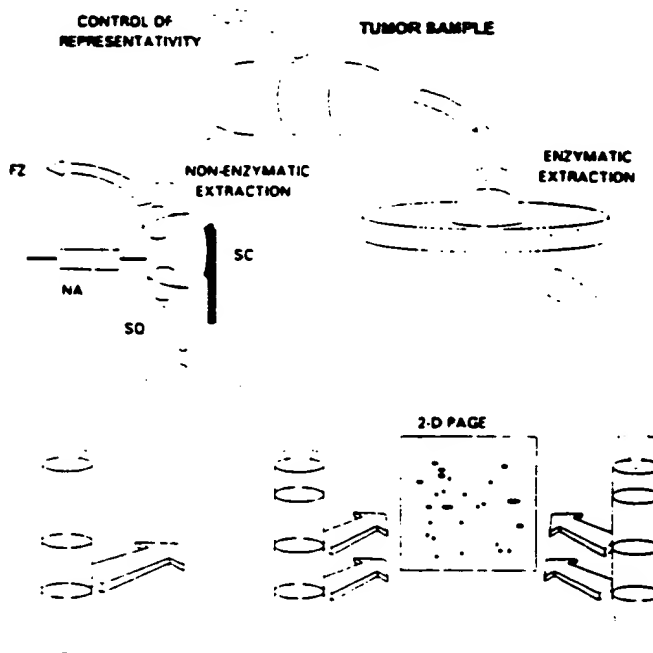 CONTROL OF
REPRESENTATIVITY
TUMOR SAMPLE
FZ
NON-ENZYMATIC
EXTRACTION
ENZYMATIC
EXTRACTION
SC
NA
SO
2-D PAGE